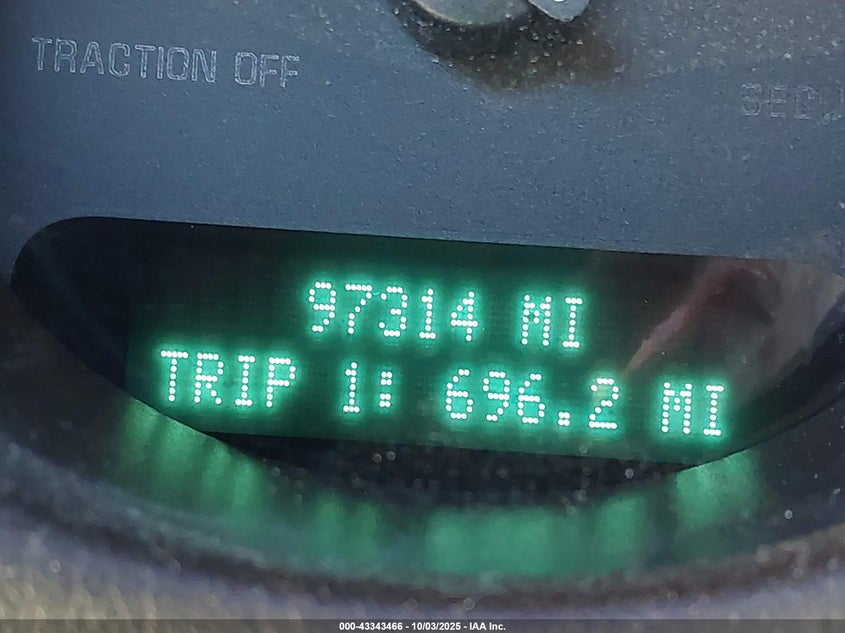 TRACTION OFF
97314 MI
TRIP 1: 696.2 MI
000-43343466 - 10/03/2025 - IAA Inc.